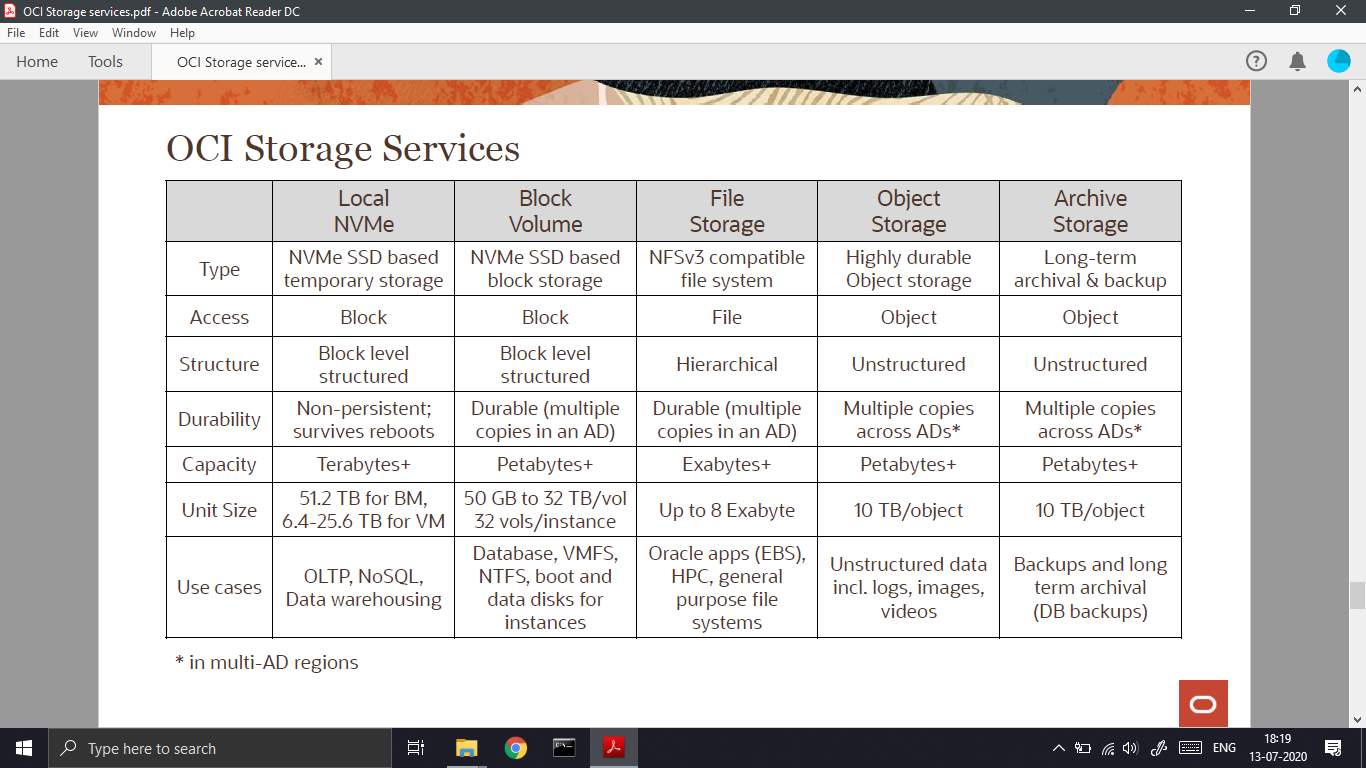 OCI Storage services.pdf - Adobe Acrobat Reader DC
File Edit View Window Help
Home Tools OCI Storage service... ×
OCI Storage Services
Local
NVMe
Block
Volume
File
Storage
Object
Storage
Archive
Storage
Type
NVMe SSD based
temporary storage
NVMe SSD based
block storage
NFSv3 compatible
file system
Highly durable
Object storage
Long-term
archival & backup
Access
Block
Block
File
Object
Object
Structure
Block level
structured
Block level
structured
Hierarchical
Unstructured
Unstructured
Durability
Non-persistent;
survives reboots
Durable (multiple
copies in an AD)
Durable (multiple
copies in an AD)
Multiple copies
across ADs*
Multiple copies
across ADs*
Capacity
Terabytes+
Petabytes+
Exabytes+
Petabytes+
Petabytes+
Unit Size
51.2 TB for BM,
6.4-25.6 TB for VM
50 GB to 32 TB/vol
32 vols/instance
Up to 8 Exabyte
10 TB/object
10 TB/object
Use cases
OLTP, NoSQL,
Data warehousing
Database, VMFS,
NTFS, boot and
data disks for
instances
Oracle apps (EBS),
HPC, general
purpose file
systems
Unstructured data
incl. logs, images,
videos
Backups and long
term archival
(DB backups)
* in multi-AD regions
Type here to search
ENG
18:19
13-07-2020